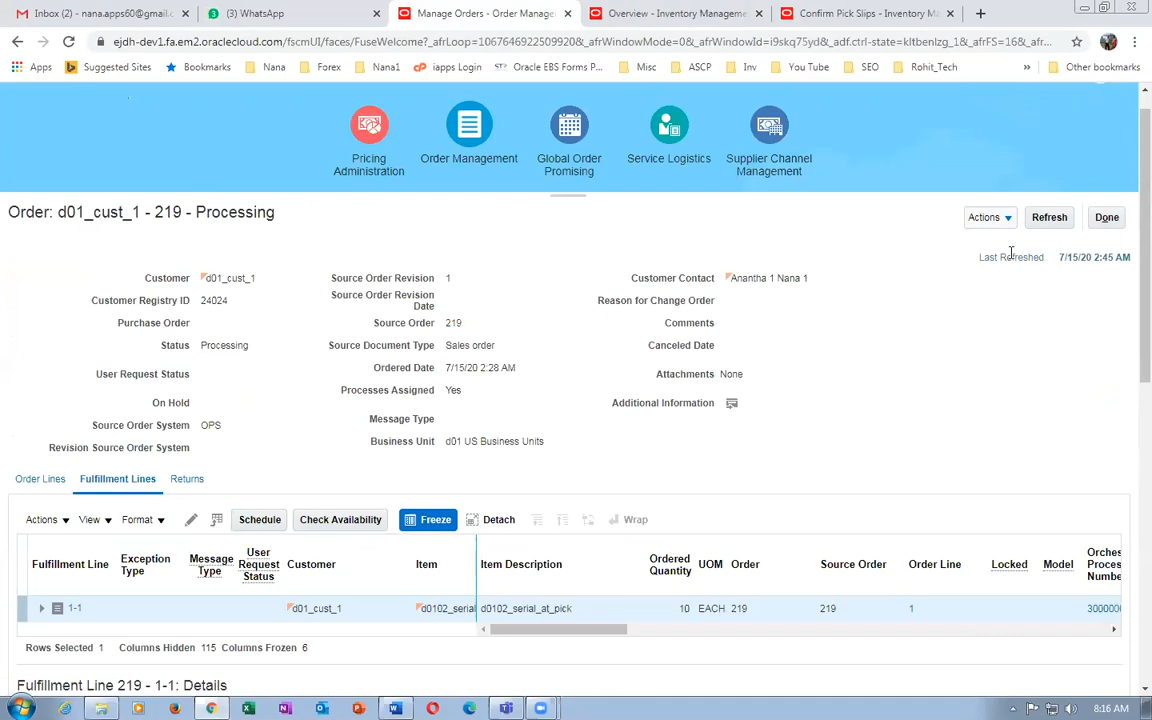 Inbox (2) - nana.apps60@gmail.c
(3) WhatsApp
Manage Orders - Order Manage
Overview - Inventory Manageme
Confirm Pick Slips - Inventory M
ejdh-dev1.fa.em2.oraclecloud.com/fscmUI/faces/FuseWelcome?_afrLoop=1067646922509920&_afrWindowMode=0&_afrWindowId=i9skq75yd&_adf.ctrl-state=kltbenlzg_1&_afrFS=16&_afr...
Apps Suggested Sites Bookmarks Nana Forex Nana1 iapps Login Oracle EBS Forms P... Misc ASCP Inv You Tube SEO Rohit_Tech » Other bookmarks
Pricing Administration
Order Management
Global Order Promising
Service Logistics
Supplier Channel Management
Order: d01_cust_1 - 219 - Processing
Actions Refresh Done
Last Refreshed 7/15/20 2:45 AM
Customer d01_cust_1
Customer Registry ID 24024
Purchase Order
Status Processing
User Request Status
On Hold
Source Order System OPS
Revision Source Order System
Source Order Revision 1
Source Order Revision Date
Source Order 219
Source Document Type Sales order
Ordered Date 7/15/20 2:28 AM
Processes Assigned Yes
Message Type
Business Unit d01 US Business Units
Customer Contact Anantha 1 Nana 1
Reason for Change Order
Comments
Canceled Date
Attachments None
Additional Information
Order Lines Fulfillment Lines Returns
Actions View Format Schedule Check Availability Freeze Detach Wrap
Fulfillment Line
Exception Type
Message Type
User Request Status
Customer
Item
Item Description
Ordered Quantity
UOM
Order
Source Order
Order Line
Locked
Model
Orches
Proces
Numbe
1-1 d01_cust_1 d0102_serial d0102_serial_at_pick 10 EACH 219 219 1 3000000
Rows Selected 1 Columns Hidden 115 Columns Frozen 6
Fulfillment Line 219 - 1-1: Details
8:16 AM